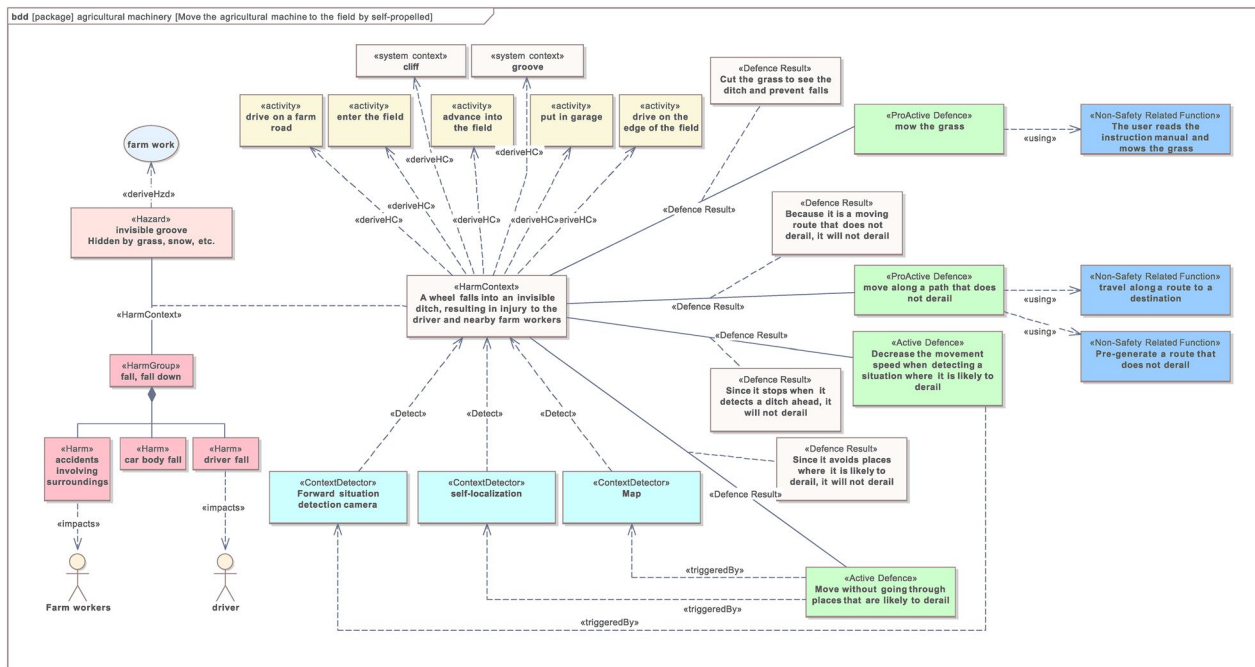 bdd [package] agricultural machinery [Move the agricultural machine to the field by self-propelled]
«system context»
cliff
«system context»
groove
«Defence Result»
Cut the grass to see the
ditch and prevent falls
«activity»
drive on a farm
road
«activity»
enter the field
«activity»
advance into
the field
«activity»
put in garage
«activity»
drive on the
edge of the field
«ProActive Defence»
mow the grass
«using»
«Non-Safety Related Function»
The user reads the
instruction manual and
mows the grass
farm work
«deriveHzd»
«deriveHC»
«deriveHC»
«deriveHC»
«deriveHC»
«deriveHC»
«deriveHC»
«deriveHC»
«Hazard»
invisible groove
Hidden by grass, snow, etc.
«Defence Result»
«Defence Result»
Because it is a moving
route that does not
derail, it will not derail
«HarmContext»
A wheel falls into an invisible
ditch, resulting in injury to the
driver and nearby farm workers
«HarmContext»
«Defence Result»
«ProActive Defence»
move along a path that does
not derail
«using»
«using»
«Non-Safety Related Function»
travel along a route to a
destination
«Non-Safety Related Function»
Pre-generate a route that
does not derail
«Defence Result»
«Active Defence»
Decrease the movement
speed when detecting a
situation where it is likely to
derail
«HarmGroup»
fall, fall down
«Defence Result»
Since it stops when it
detects a ditch ahead, it
will not derail
«Detect»
«Detect»
«Detect»
«Harm»
accidents
involving
surroundings
«Harm»
car body fall
«Harm»
driver fall
«Defence Result»
Since it avoids places
where it is likely to
derail, it will not derail
«Defence Result»
«ContextDetector»
Forward situation
detection camera
«ContextDetector»
self-localization
«ContextDetector»
Map
«impacts»
«impacts»
Farm workers
driver
«triggeredBy»
«triggeredBy»
«triggeredBy»
«Active Defence»
Move without going through
places that are likely to derail